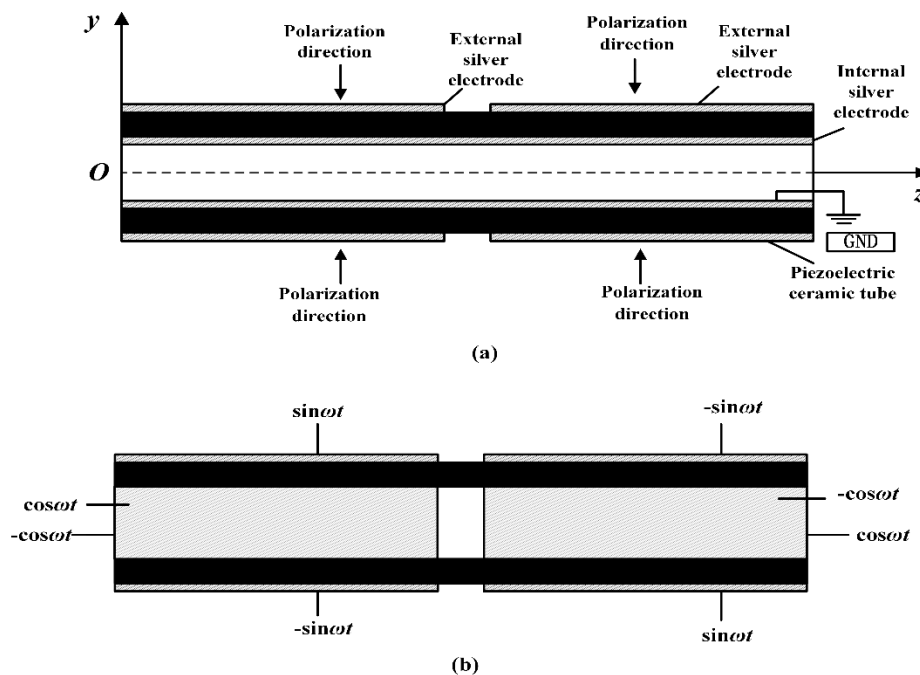 y
Polarization
direction
External
silver
electrode
Polarization
direction
External
silver
electrode
Internal
silver
electrode
O
z
GND
Polarization
direction
Polarization
direction
Piezoelectric
ceramic tube
(a)
sinωt
-sinωt
cosωt
-cosωt
-cosωt
cosωt
-sinωt
sinωt
(b)